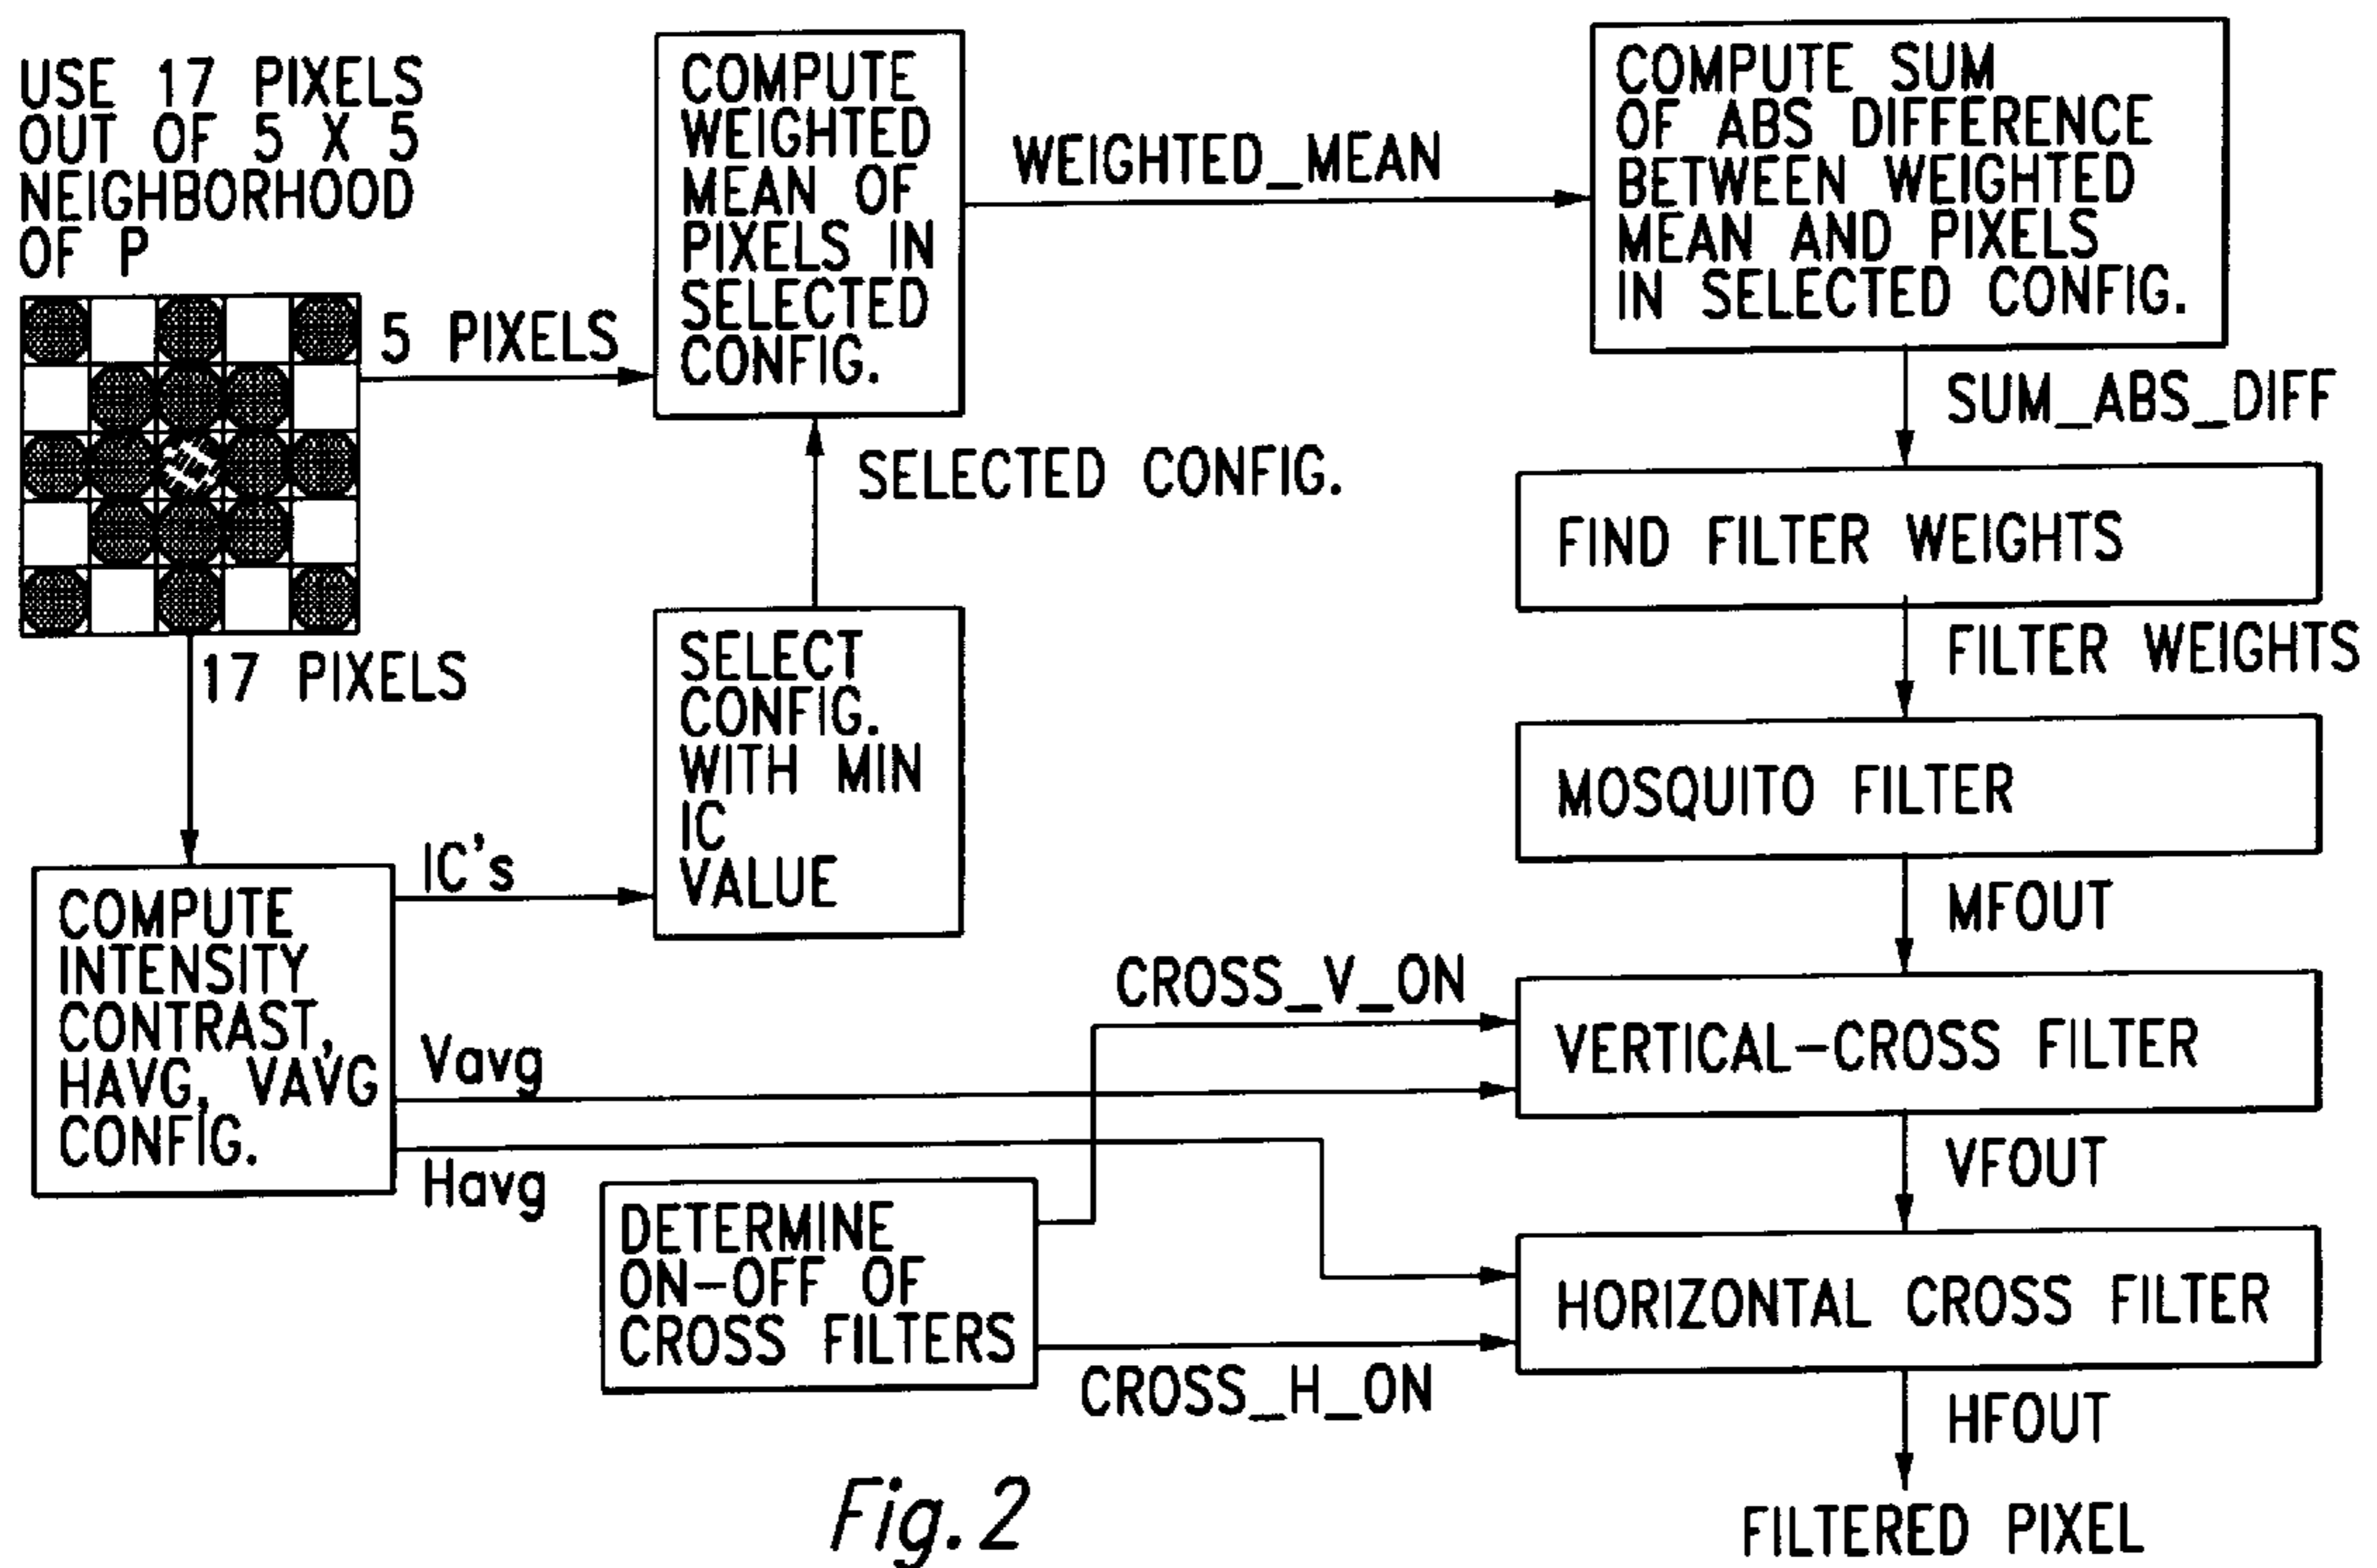 USE 17 PIXELS
OUT OF 5 X 5
NEIGHBORHOOD
OF P
5 PIXELS
17 PIXELS
COMPUTE
WEIGHTED
MEAN OF
PIXELS IN
SELECTED
CONFIG.
WEIGHTED_MEAN
COMPUTE SUM
OF ABS DIFFERENCE
BETWEEN WEIGHTED
MEAN AND PIXELS
IN SELECTED CONFIG.
SUM_ABS_DIFF
SELECTED CONFIG.
FIND FILTER WEIGHTS
FILTER WEIGHTS
SELECT
CONFIG.
WITH MIN
IC
VALUE
MOSQUITO FILTER
MFOUT
COMPUTE
INTENSITY
CONTRAST,
HAVG, VAVG
CONFIG.
IC's
Vavg
Havg
CROSS_V_ON
VERTICAL-CROSS FILTER
VFOUT
DETERMINE
ON-OFF OF
CROSS FILTERS
CROSS_H_ON
HORIZONTAL CROSS FILTER
HFOUT
FILTERED PIXEL
Fig.2